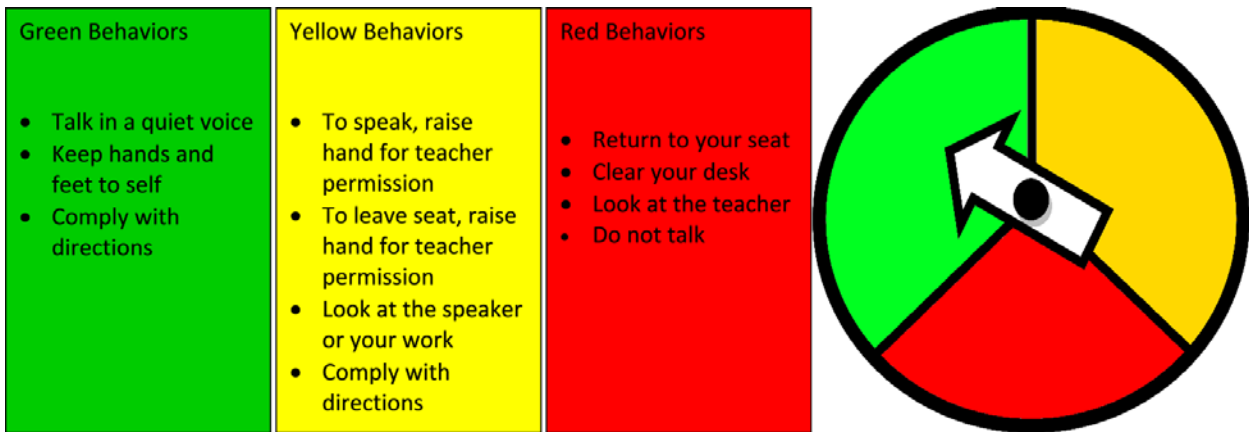 Green Behaviors
• Talk in a quiet voice
• Keep hands and
feet to self
• Comply with
directions
Yellow Behaviors
• To speak, raise
hand for teacher
permission
• To leave seat, raise
hand for teacher
permission
• Look at the speaker
or your work
• Comply with
directions
Red Behaviors
• Return to your seat
• Clear your desk
• Look at the teacher
• Do not talk